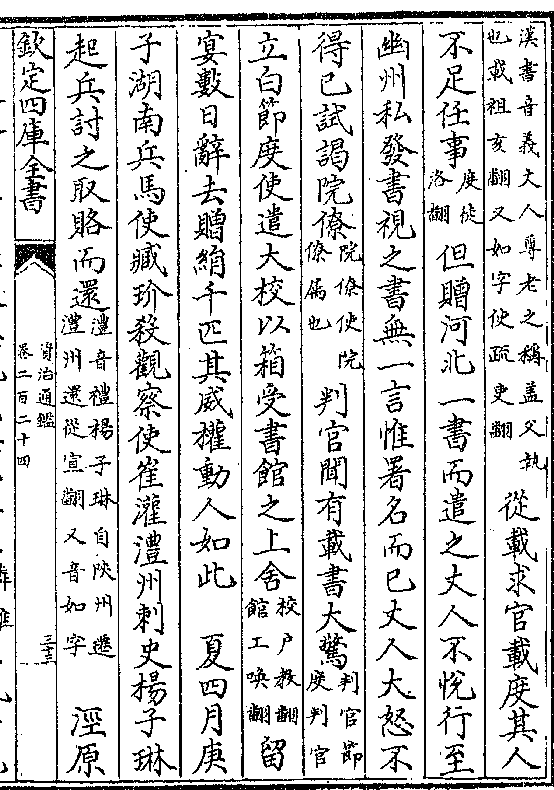 漢書音義丈人尊老之稱盖父執
也載祖亥翻又如字使疏吏翻
從載求官載度其人
不足任事
度徒
洛翻
但贈河北一書而遣之丈人不悦行至
幽州私發書視之書無一言惟署名而已丈人大怒不
得已試謁院僚
院僚使院
僚屬也
判官聞有載書大驚
判官節
度判官
立白節度使遣大校以箱受書館之上舍
校户教翻
館工喚翻
留
宴數日辭去贈絹千匹其威權動人如此
夏四月庚
子湖南兵馬使臧玠殺觀察使崔灌澧州刺史楊子琳
起兵討之取賂而還
澧音禮楊子琳自陜州遷
澧州還從宣翻又音如字
涇原
欽定四庫全書
資治通鑑
卷二百二十四
三十三